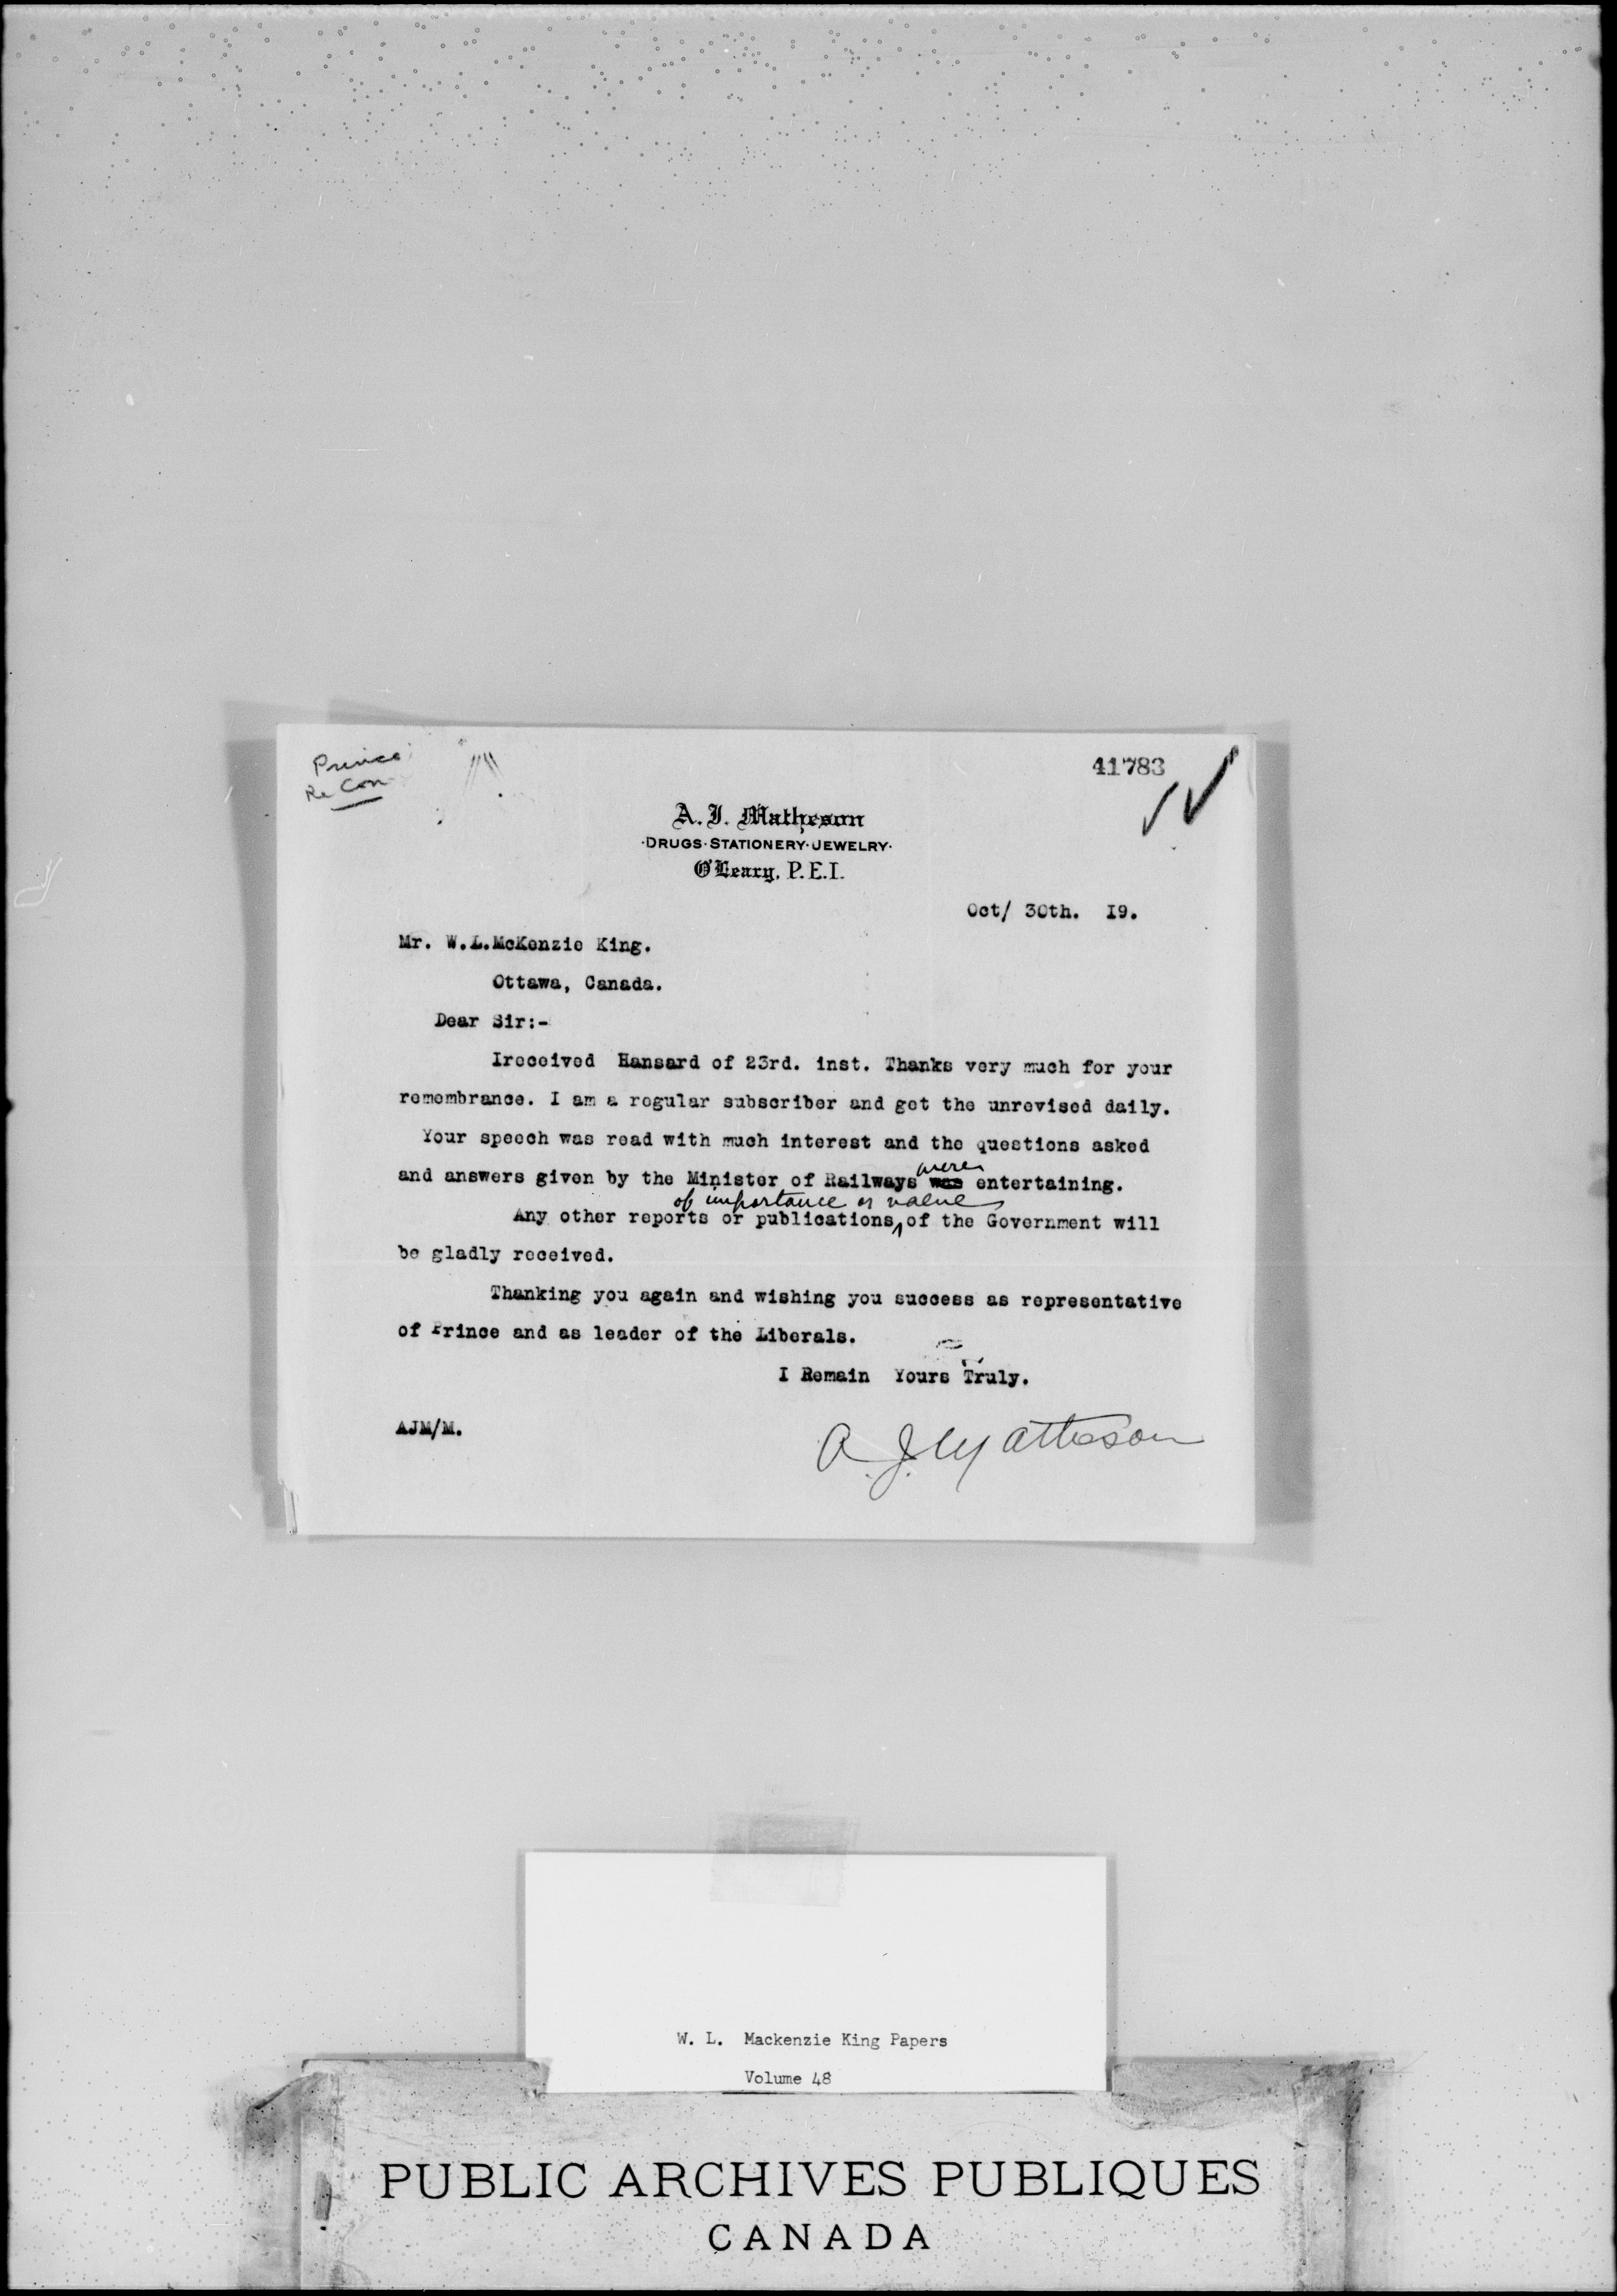 Prince
Re Con
41783
A. J. Matheson
·DRUGS·STATIONERY·JEWELRY·
O'Leary, P.E.I.
Oct/ 30th. I9.
Mr. W.L.McKenzie King.
Ottawa, Canada.
Dear Sir:-
Ireceived Hansard of 23rd. inst. Thanks very much for your
remembrance. I am a regular subscriber and get the unrevised daily.
Your speech was read with much interest and the questions asked
were
and answers given by the Minister of Railways was entertaining.
of importance or value
Any other reports or publications, of the Government will
be gladly received.
Thanking you again and wishing you success as representative
of Prince and as leader of the Liberals.
I Remain Yours Truly.
AJM/M.
A. J. Matheson
W. L. Mackenzie King Papers
Volume 48
PUBLIC ARCHIVES PUBLIQUES
CANADA